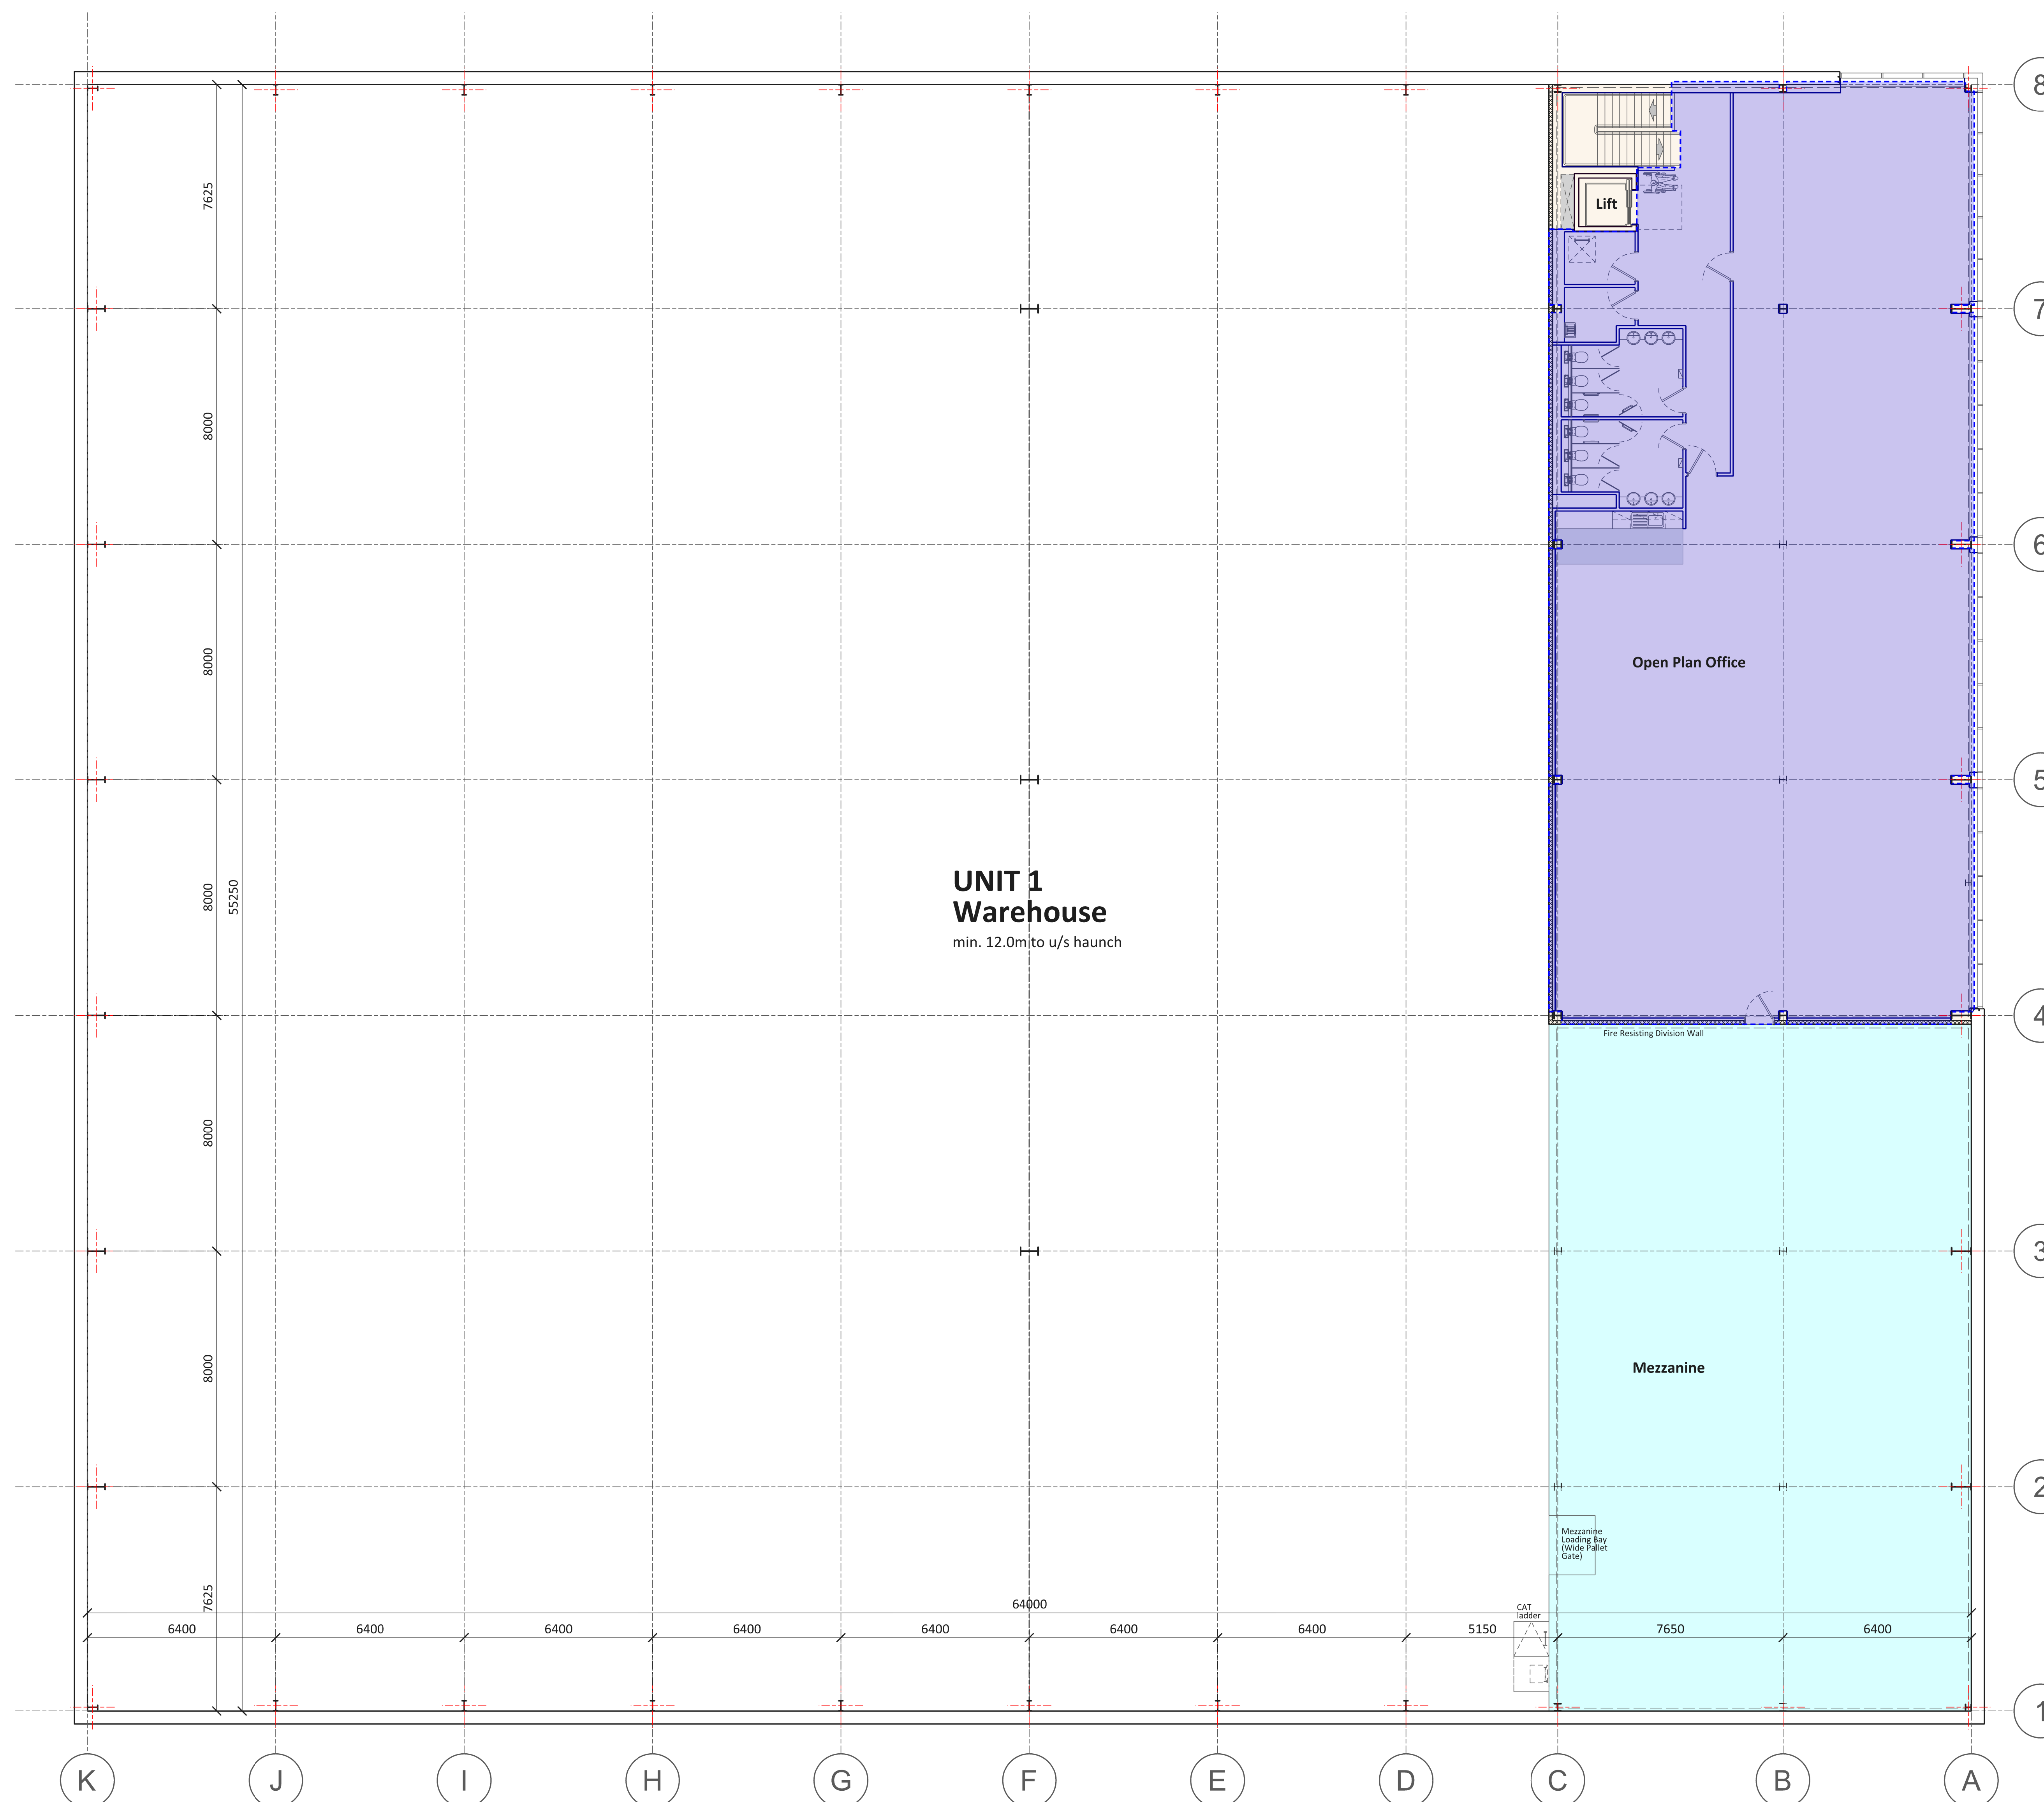 8
7625
Lift
7
8000
6
8000
Open Plan Office
5
8000
55250
UNIT 1
Warehouse
min. 12.0m to u/s haunch
4
Fire Resisting Division Wall
8000
3
8000
Mezzanine
2
Mezzanine
Loading Bay
(Wide Pallet
Gate)
7625
64000
CAT
ladder
6400
6400
6400
6400
6400
6400
6400
5150
7650
6400
1
K
J
I
H
G
F
E
D
C
B
A